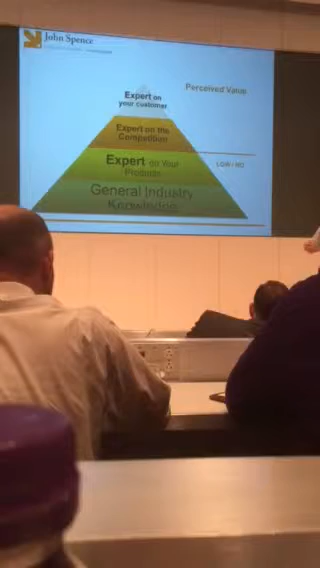 John Spence
Perceived Value
Expert on
your customer
Expert on the
Competition
Expert on Your
Products
LOW / NO
General Industry
Knowledge